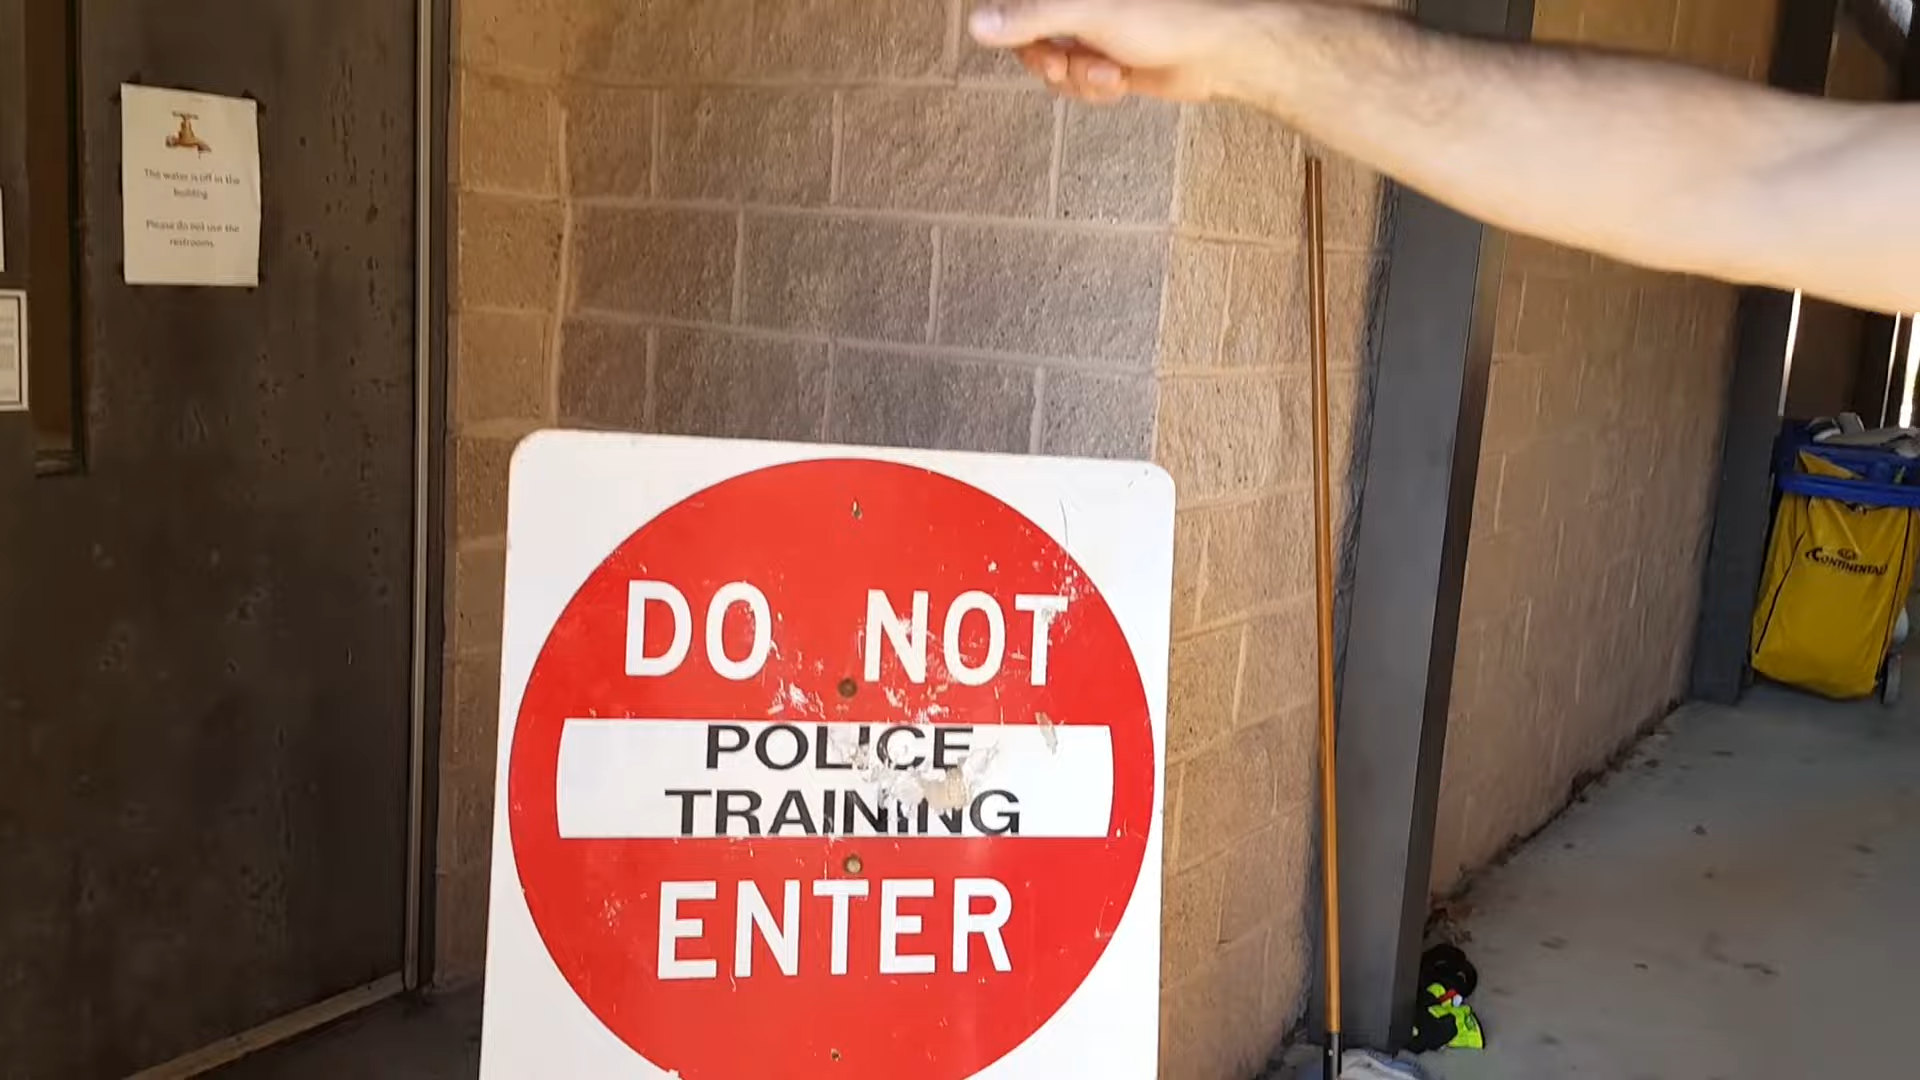 The water is off in the
building
Please do not use the
restrooms.
DO NOT
POLICE
TRAINING
ENTER
CONTINENTAL